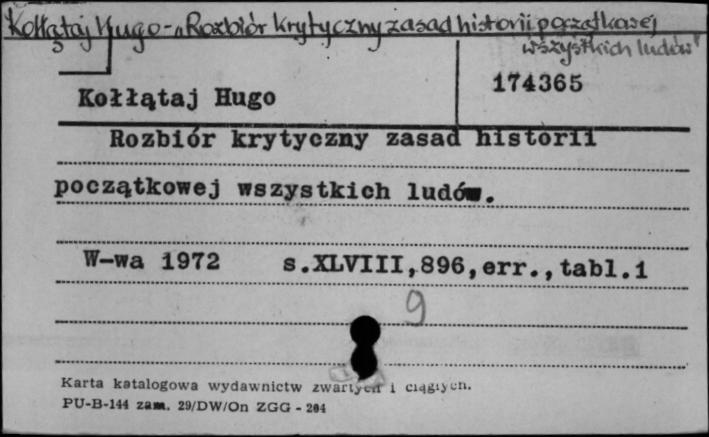 Kołłątaj Hugo - „Rozbiór krytyczny zasad historii początkowej
wszystkich ludów"
174365
Kołłątaj Hugo
Rozbiór krytyczny zasad historii
początkowej wszystkich ludów.
W-wa 1972 s.XLVIII,896,err.,tabl.1
9
Karta katalogowa wydawnictw zwartych i ciągłych.
PU-B-144 zam. 29/DW/On ZGG - 204